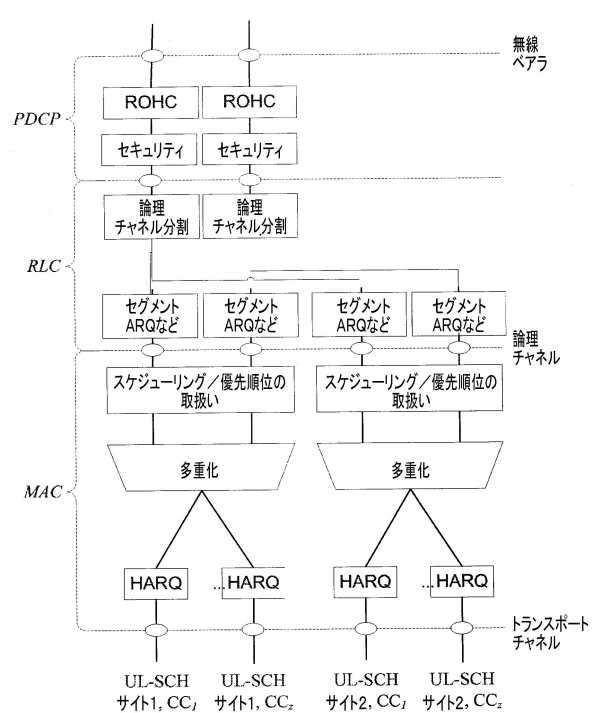 無線
ベアラ
PDCP
ROHC
ROHC
セキュリティ
セキュリティ
RLC
論理
チャネル分割
論理
チャネル分割
セグメント
ARQなど
セグメント
ARQなど
セグメント
ARQなど
セグメント
ARQなど
論理
チャネル
MAC
スケジューリング／優先順位の
取扱い
スケジューリング／優先順位の
取扱い
多重化
多重化
HARQ
...HARQ
HARQ
...HARQ
トランスポート
チャネル
UL-SCH
サイト1, CC1
UL-SCH
サイト1, CCz
UL-SCH
サイト2, CC1
UL-SCH
サイト2, CCz